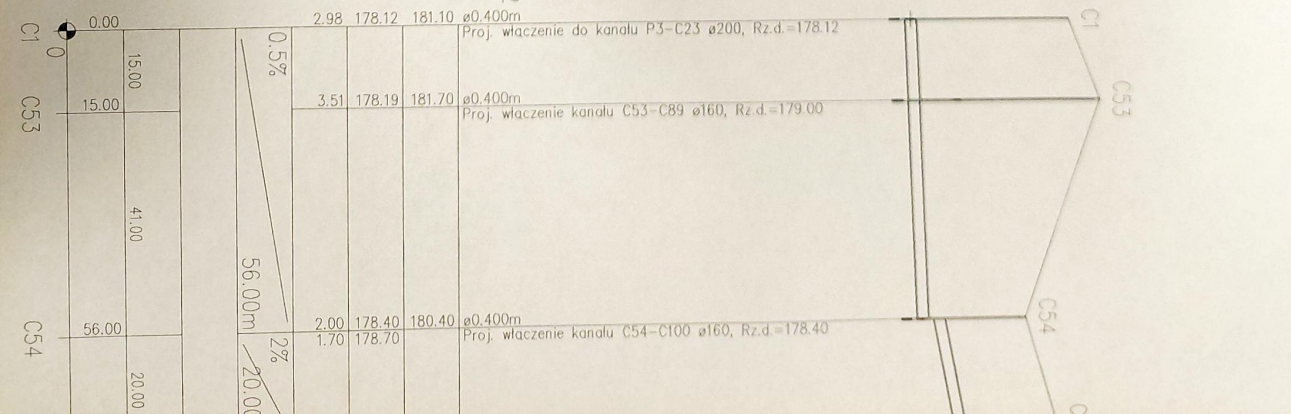 C1
0
0.00
2.98 178.12 181.10 ø0.400m
Proj. włączenie do kanału P3-C23 ø200, Rz.d.=178.12
C1
15.00
0.5%
C53
15.00
3.51 178.19 181.70 ø0.400m
Proj. włączenie kanału C53-C89 ø160, Rz.d.=179.00
C53
41.00
56.00m
C54
56.00
2.00 178.40 180.40 ø0.400m
1.70 178.70
Proj. włączenie kanału C54-C100 ø160, Rz.d.=178.40
C54
2%
20.00